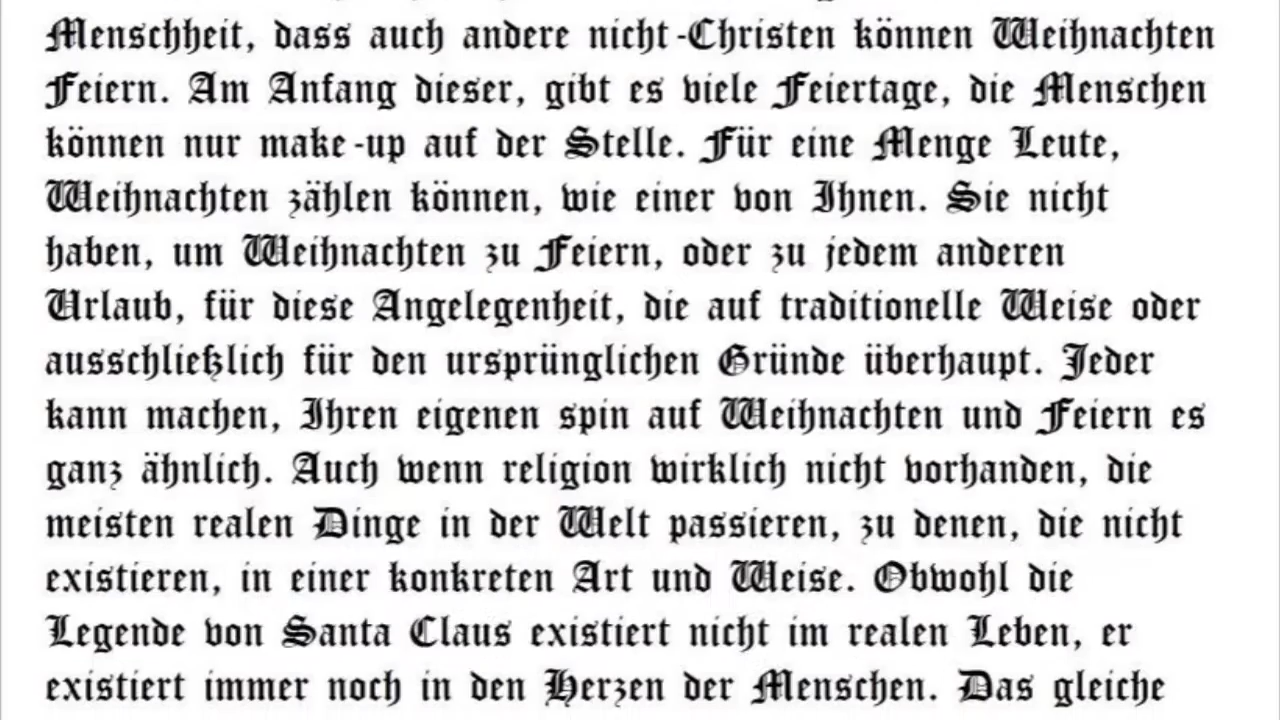 Menschheit, dass auch andere nicht-Christen können Weihnachten
Feiern. Am Anfang dieser, gibt es viele Feiertage, die Menschen
können nur make-up auf der Stelle. Für eine Menge Leute,
Weihnachten zählen können, wie einer von Ihnen. Sie nicht
haben, um Weihnachten zu Feiern, oder zu jedem anderen
Urlaub, für diese Angelegenheit, die auf traditionelle Weise oder
ausschließlich für den ursprünglichen Gründe überhaupt. Jeder
kann machen, Ihren eigenen spin auf Weihnachten und Feiern es
ganz ähnlich. Auch wenn religion wirklich nicht vorhanden, die
meisten realen Dinge in der Welt passieren, zu denen, die nicht
existieren, in einer konkreten Art und Weise. Obwohl die
Legende von Santa Claus existiert nicht im realen Leben, er
existiert immer noch in den Herzen der Menschen. Das gleiche